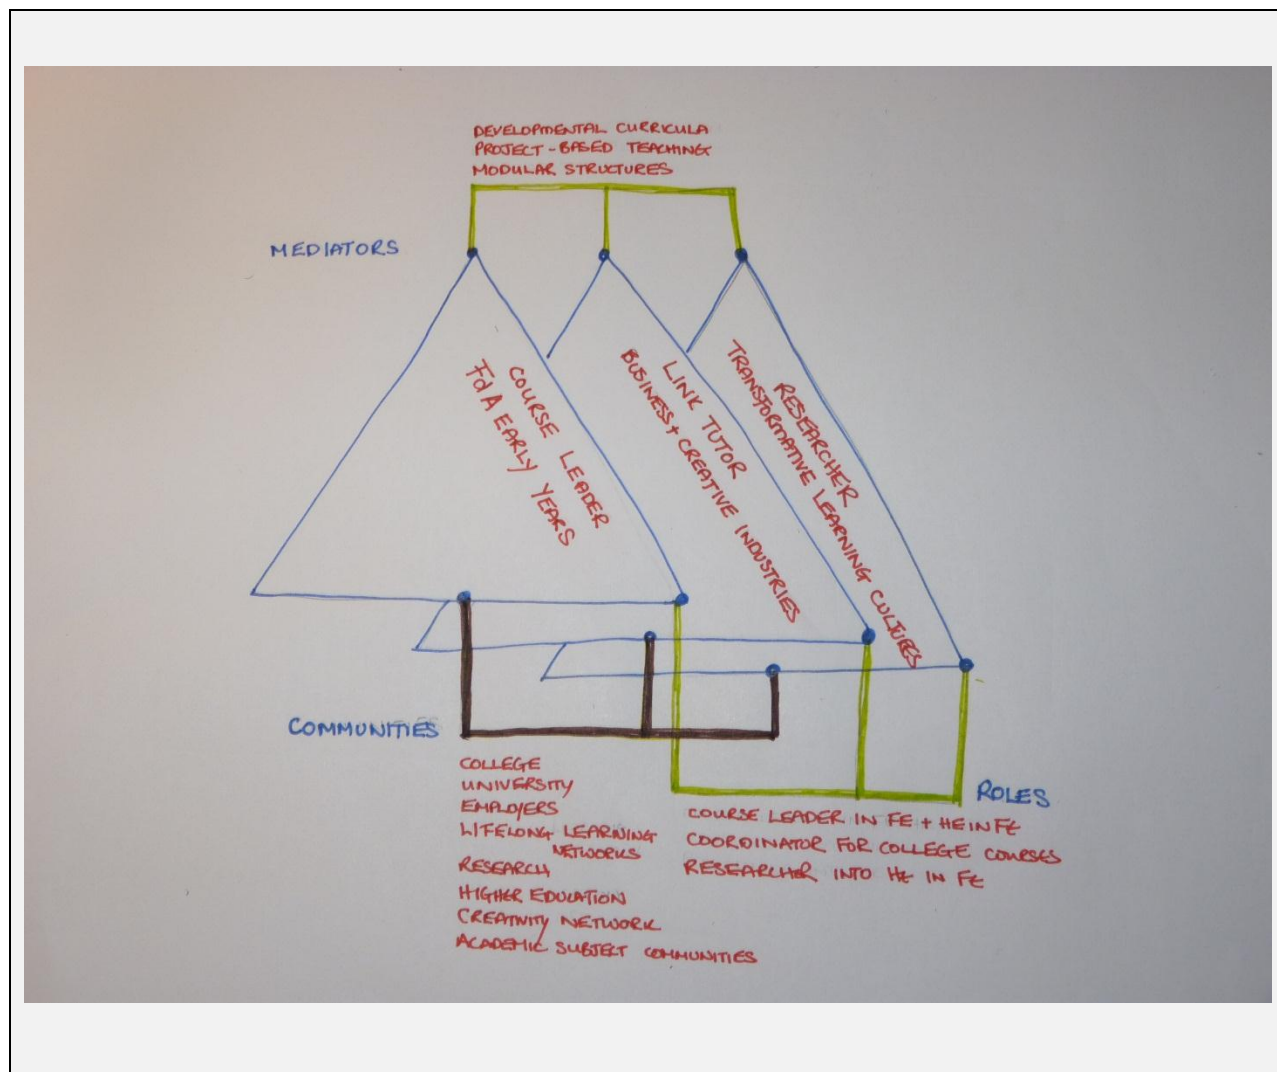 DEVELOPMENTAL CURRICULA
PROJECT-BASED TEACHING
MODULAR STRUCTURES
MEDIATORS
COURSE LEADER
FdA EARLY YEARS
LINK TUTOR
BUSINESS + CREATIVE INDUSTRIES
RESEARCHER
TRANSFORMATIVE LEARNING CULTURES
COMMUNITIES
COLLEGE
UNIVERSITY
EMPLOYERS
LIFELONG LEARNING
NETWORKS
RESEARCH
HIGHER EDUCATION
CREATIVITY NETWORK
ACADEMIC SUBJECT COMMUNITIES
ROLES
COURSE LEADER IN FE + HE IN FE
COORDINATOR FOR COLLEGE COURSES
RESEARCHER INTO HE IN FE